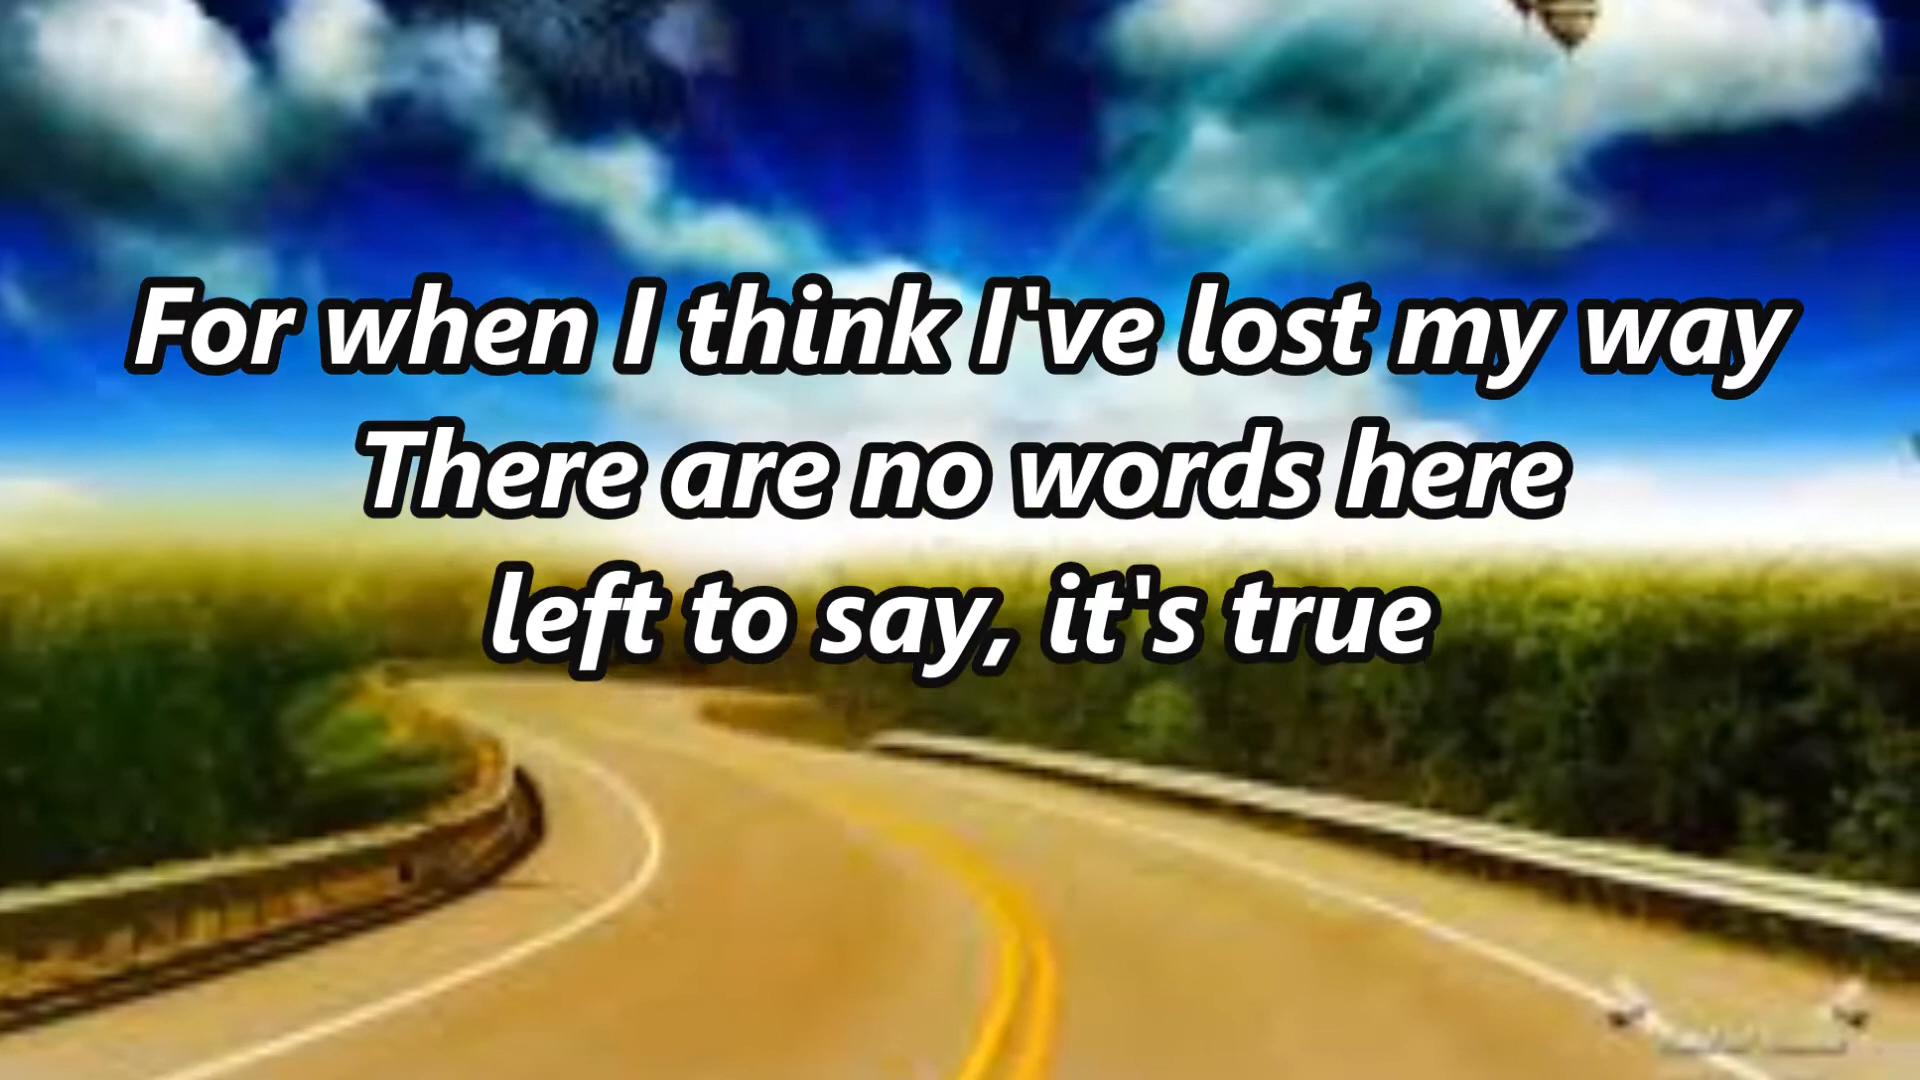 For when I think I've lost my way
There are no words here
left to say, it's true